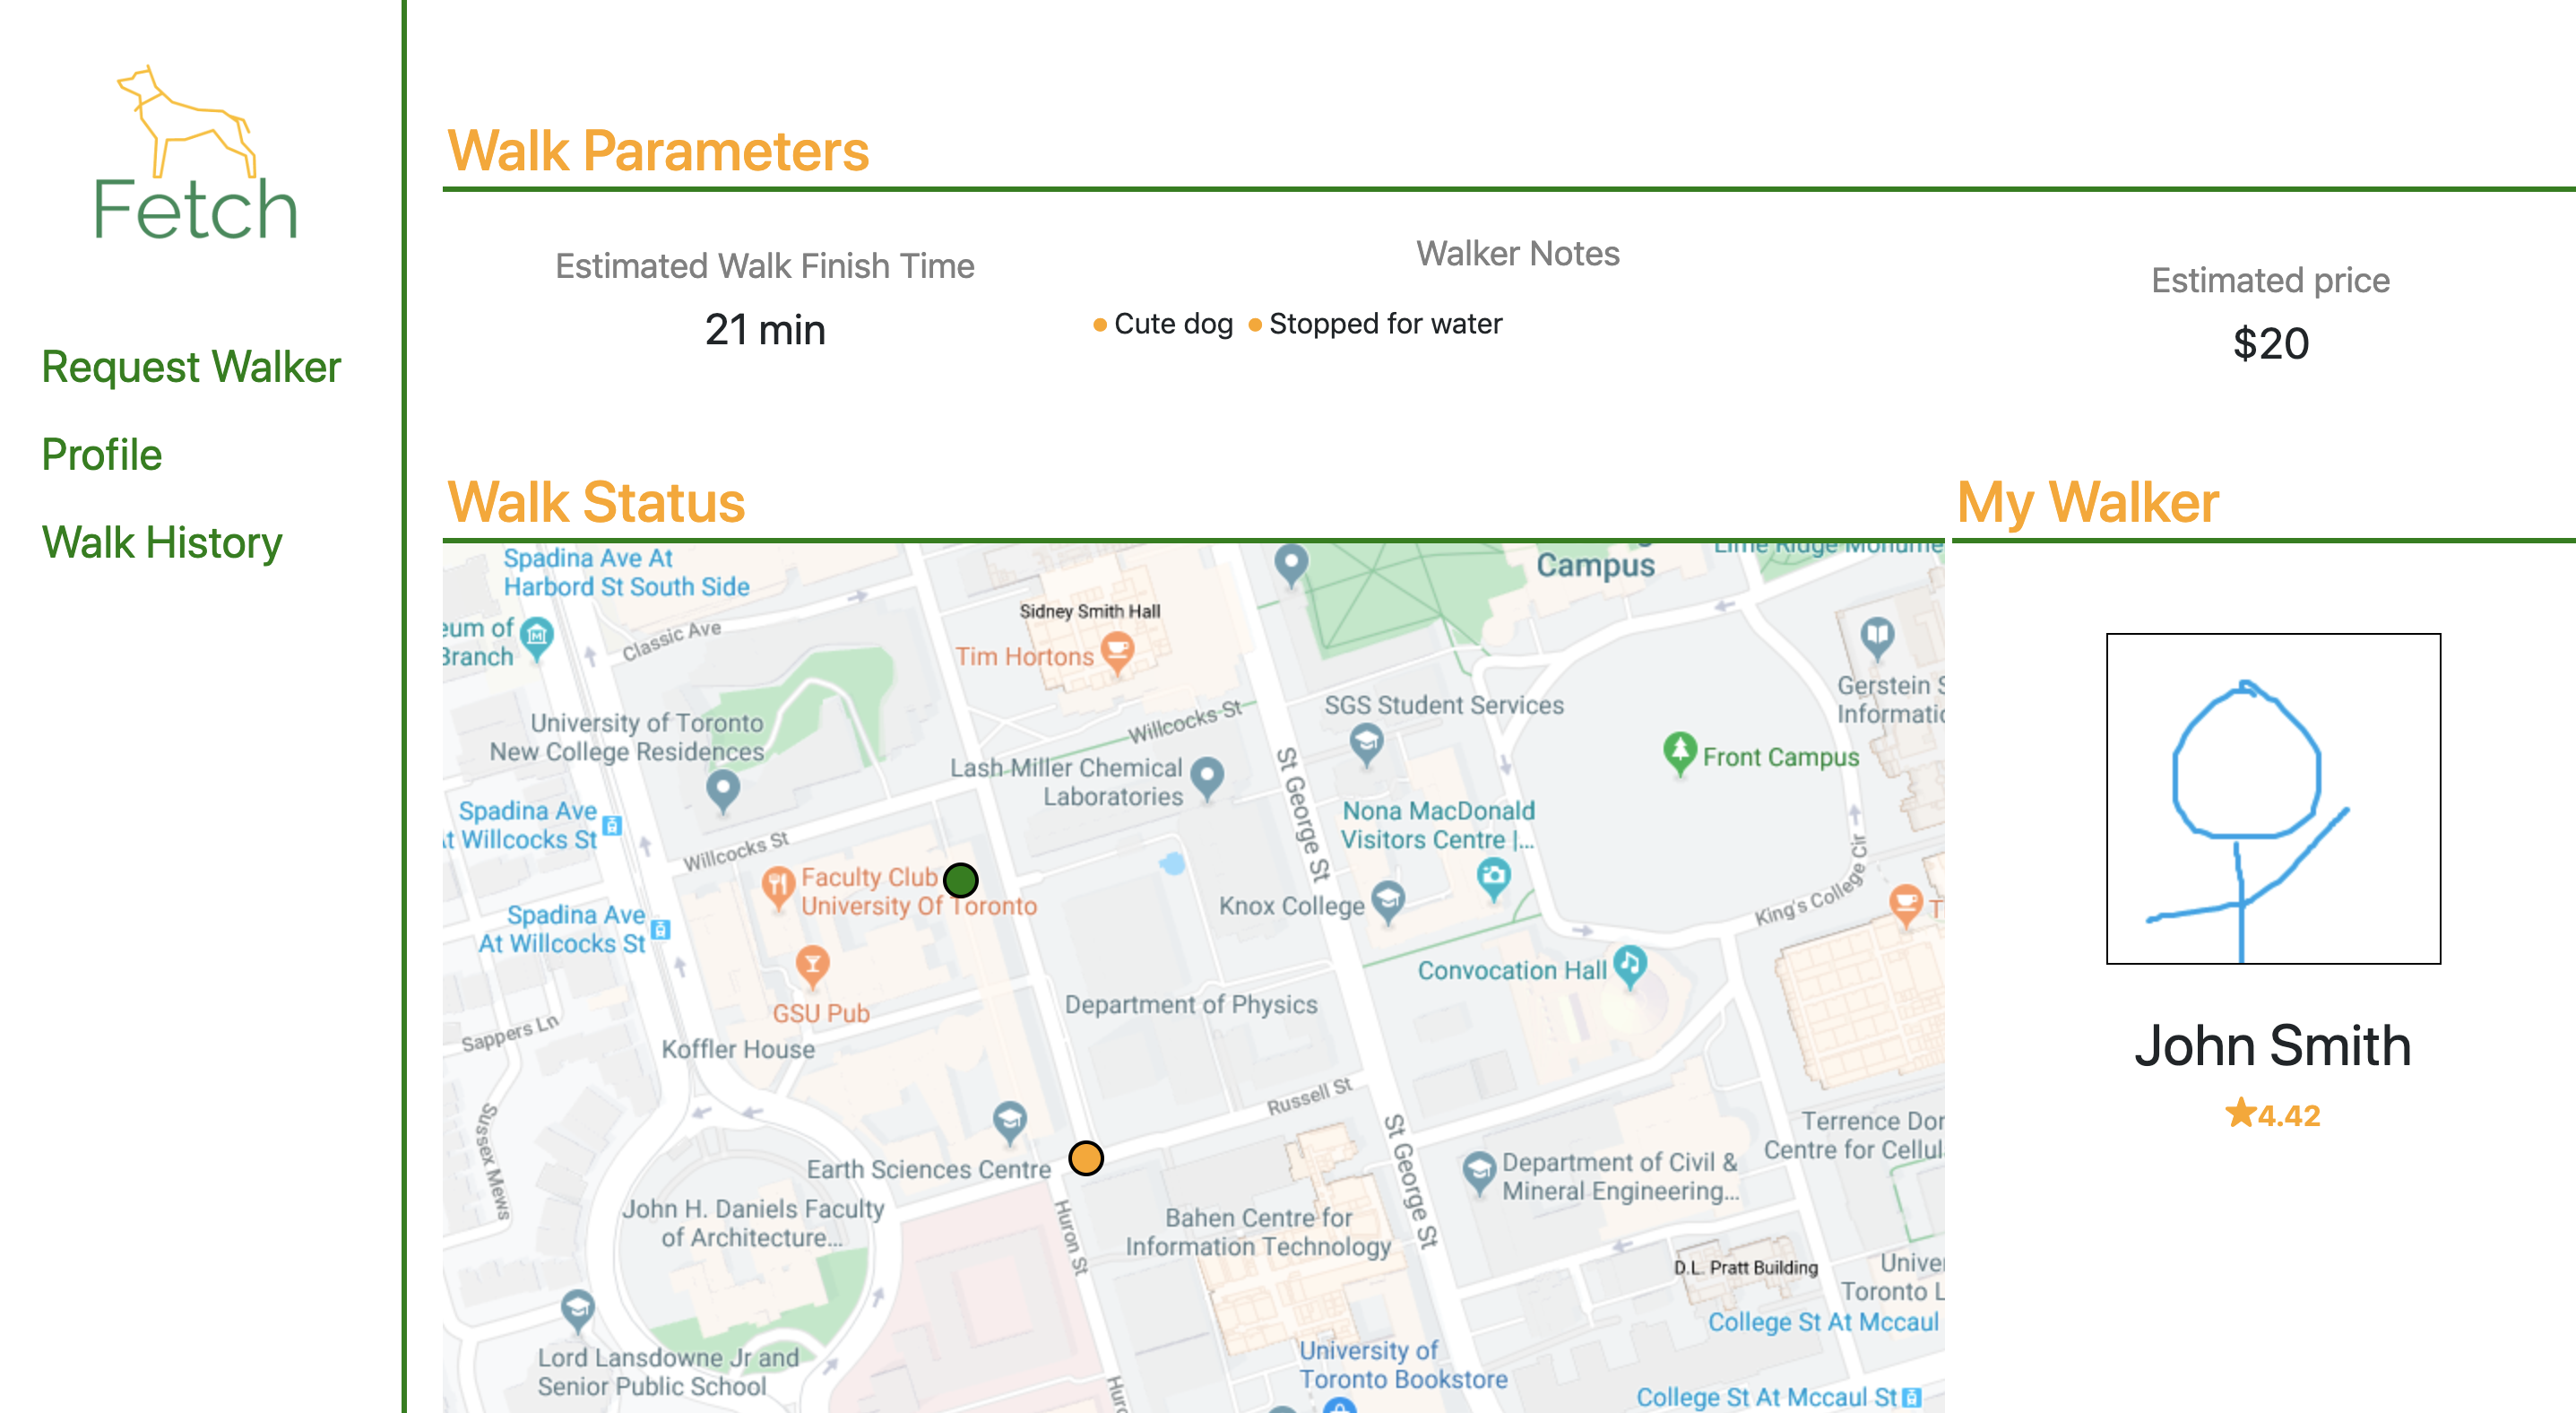 Fetch
Request Walker
Profile
Walk History
Walk Parameters
Estimated Walk Finish Time
21 min
Walker Notes
Cute dog
Stopped for water
Estimated price
$20
Walk Status
Spadina Ave At
Harbord St South Side
eum of
Branch
Classic Ave
Sidney Smith Hall
Tim Hortons
Campus
Lime Ridge Monume
University of Toronto
New College Residences
Willcocks St
SGS Student Services
Gerstein S
Informatic
Lash Miller Chemical
Laboratories
St George St
Front Campus
Spadina Ave
At Willcocks St
Willcocks St
Nona MacDonald
Visitors Centre |...
Faculty Club
University Of Toronto
Knox College
King's College Cir
T
Spadina Ave
At Willcocks St
GSU Pub
Convocation Hall
Department of Physics
Sappers Ln
Koffler House
Sussex Mews
Russell St
Earth Sciences Centre
St George St
Department of Civil &
Mineral Engineering...
Terrence Don
Centre for Cellul
John H. Daniels Faculty
of Architecture...
Huron St
Bahen Centre for
Information Technology
D.L. Pratt Building
Unive
Toronto L
College St At Mccaul
Lord Lansdowne Jr and
Senior Public School
Huro
University of
Toronto Bookstore
College St At Mccaul St
My Walker
John Smith
4.42